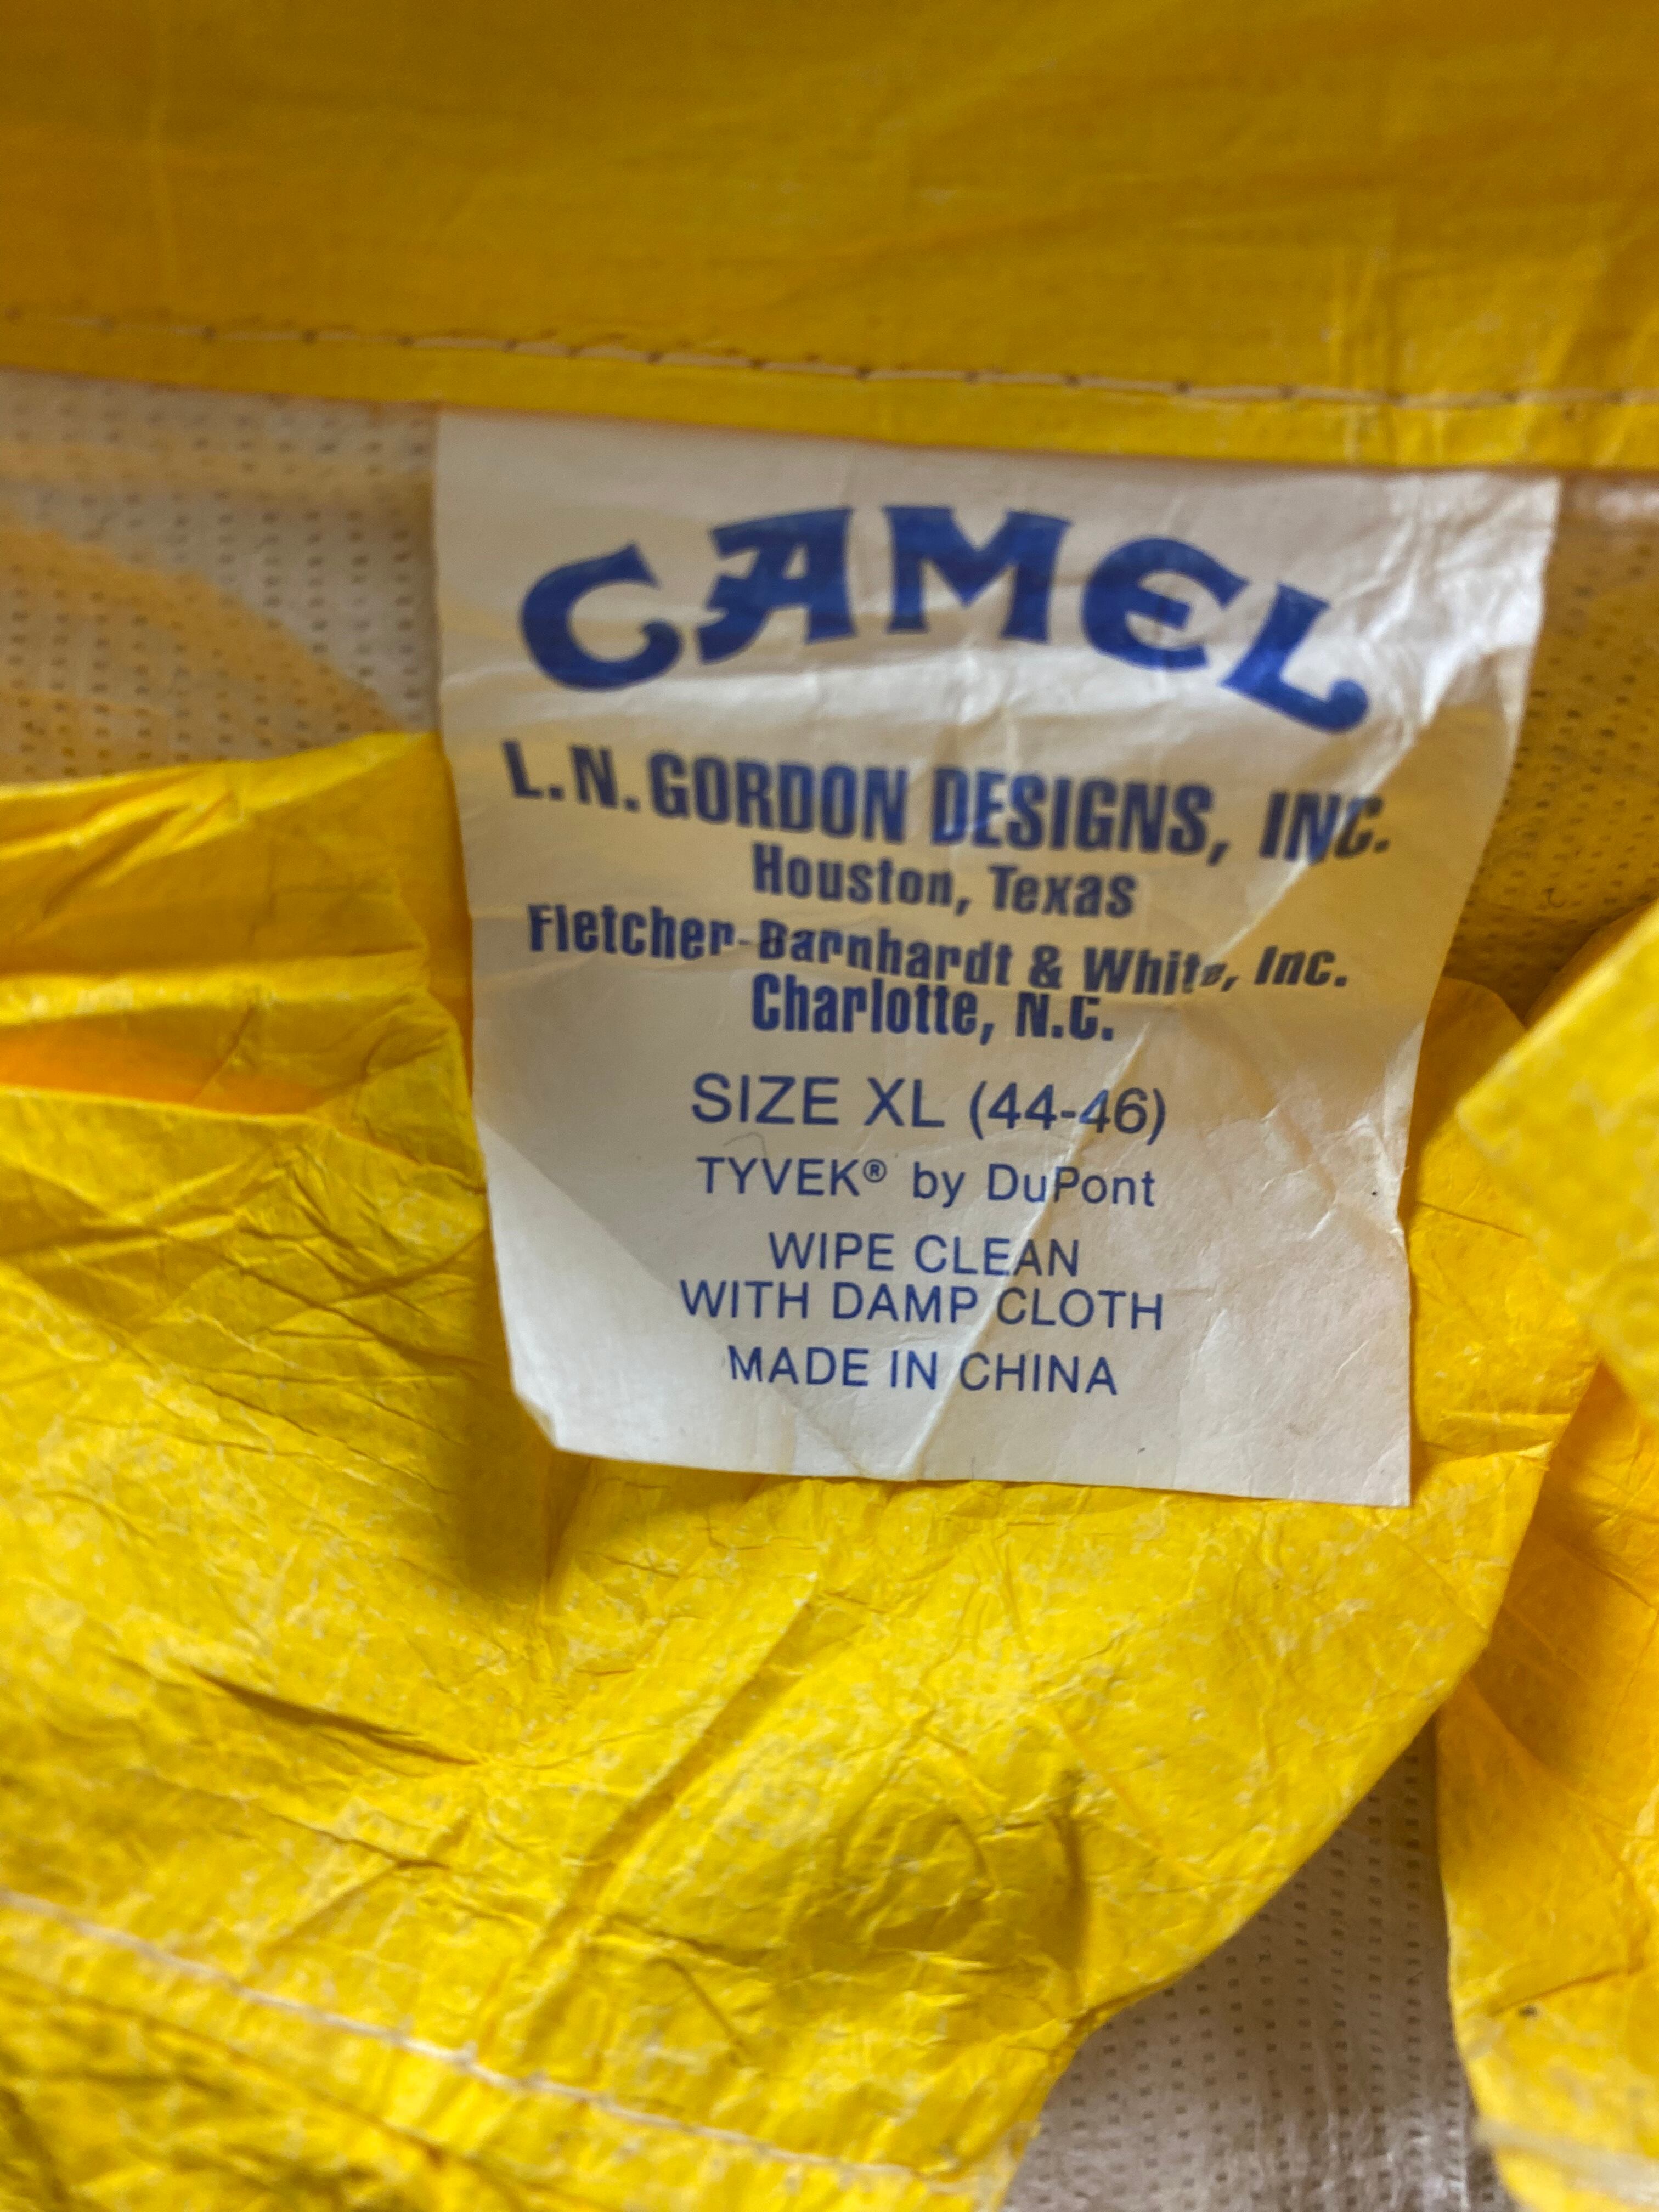 CAMEL
L.N. GORDON DESIGNS, INC.
Houston, Texas
Fletcher-Barnhardt & White, Inc.
Charlotte, N.C.
SIZE XL (44-46)
TYVEK® by DuPont
WIPE CLEAN
WITH DAMP CLOTH
MADE IN CHINA